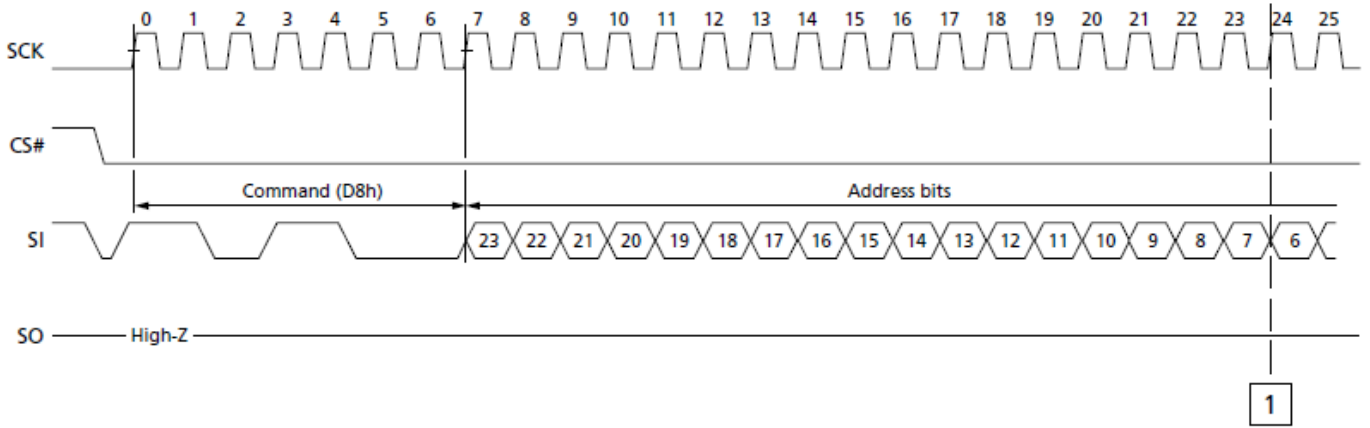 0 1 2 3 4 5 6 7 8 9 10 11 12 13 14 15 16 17 18 19 20 21 22 23 24 25
SCK
CS#
Command (D8h) Address bits
SI 23 22 21 20 19 18 17 16 15 14 13 12 11 10 9 8 7 6
SO High-Z
1